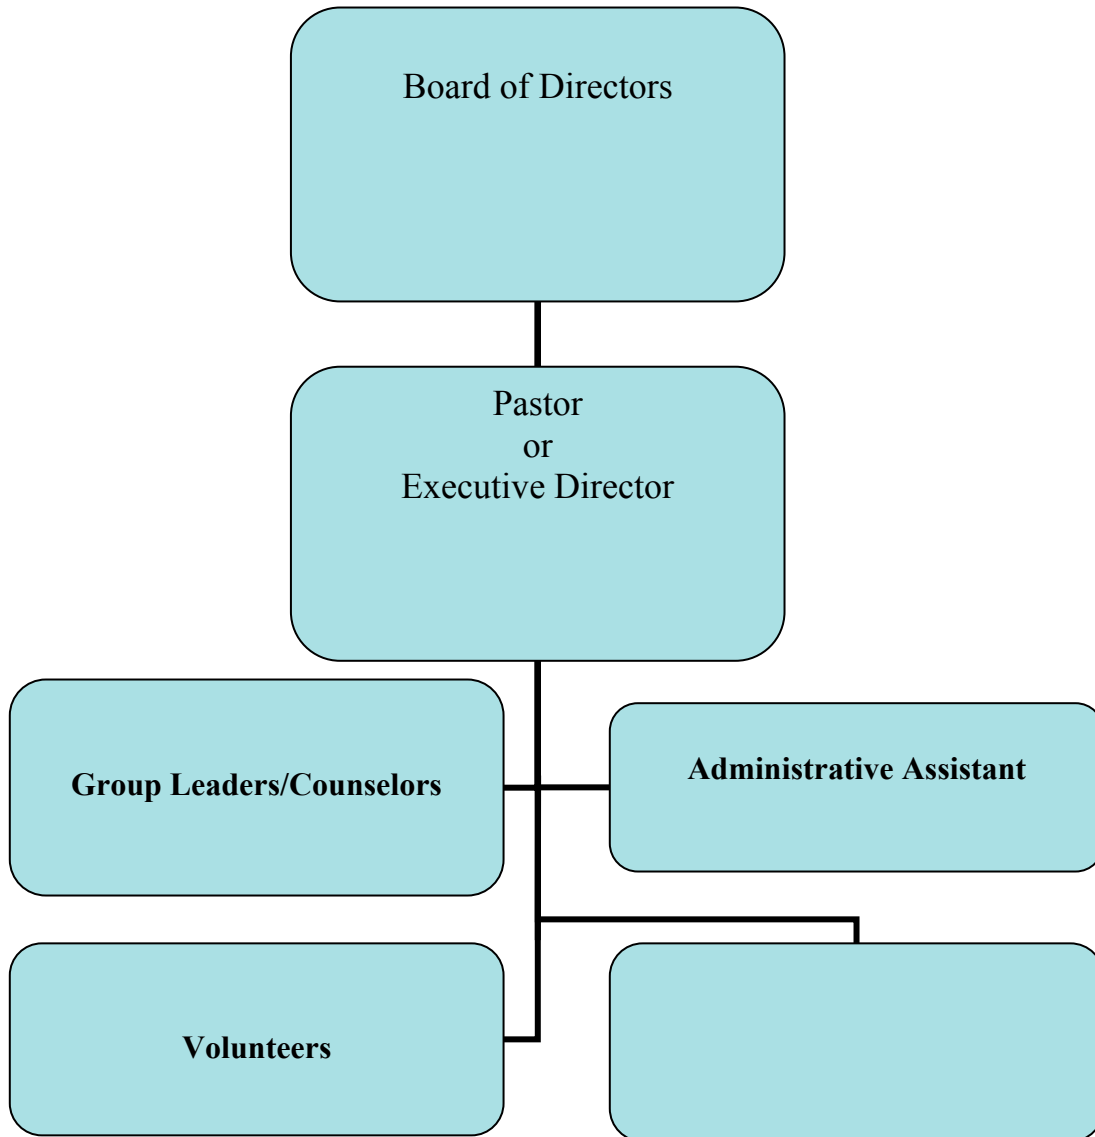 Board of Directors
Pastor
or
Executive Director
Group Leaders/Counselors
Administrative Assistant
Volunteers